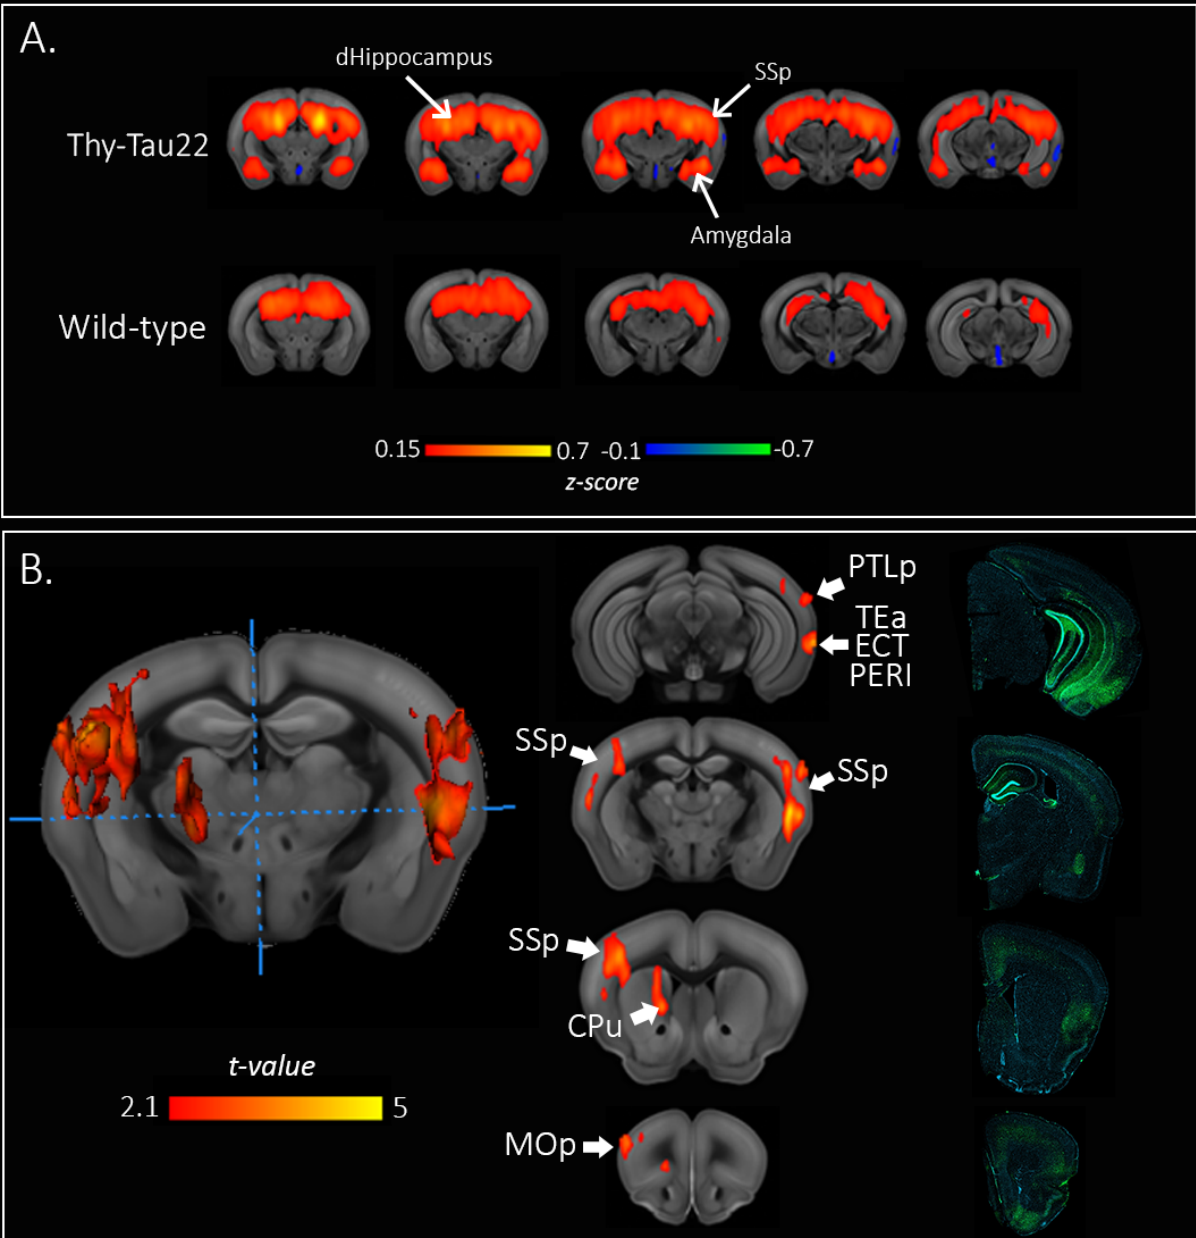 A.
dHippocampus
SSp
Thy-Tau22
Amygdala
Wild-type
0.15 0.7 -0.1 -0.7
z-score
B.
PTLp
TEa
ECT
PERI
SSp
SSp
SSp
CPu
t-value
2.1 5
MOp